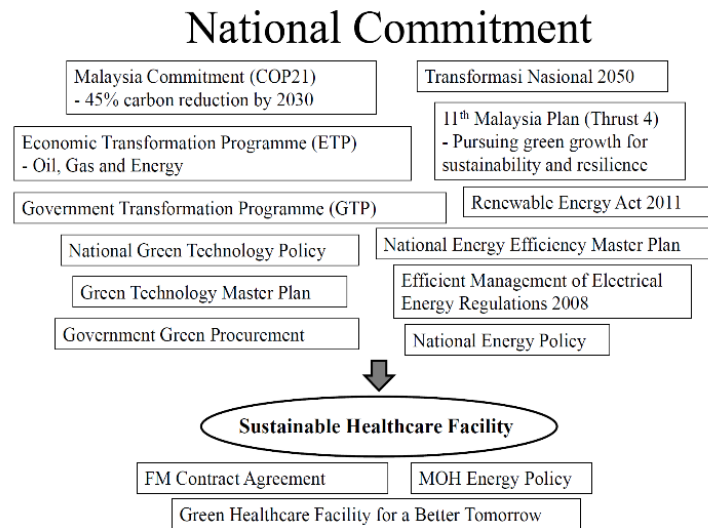 National Commitment
Malaysia Commitment (COP21)
- 45% carbon reduction by 2030
Transformasi Nasional 2050
Economic Transformation Programme (ETP)
- Oil, Gas and Energy
11th Malaysia Plan (Thrust 4)
- Pursuing green growth for
sustainability and resilience
Government Transformation Programme (GTP)
Renewable Energy Act 2011
National Green Technology Policy
National Energy Efficiency Master Plan
Green Technology Master Plan
Efficient Management of Electrical
Energy Regulations 2008
Government Green Procurement
National Energy Policy
Sustainable Healthcare Facility
FM Contract Agreement
MOH Energy Policy
Green Healthcare Facility for a Better Tomorrow